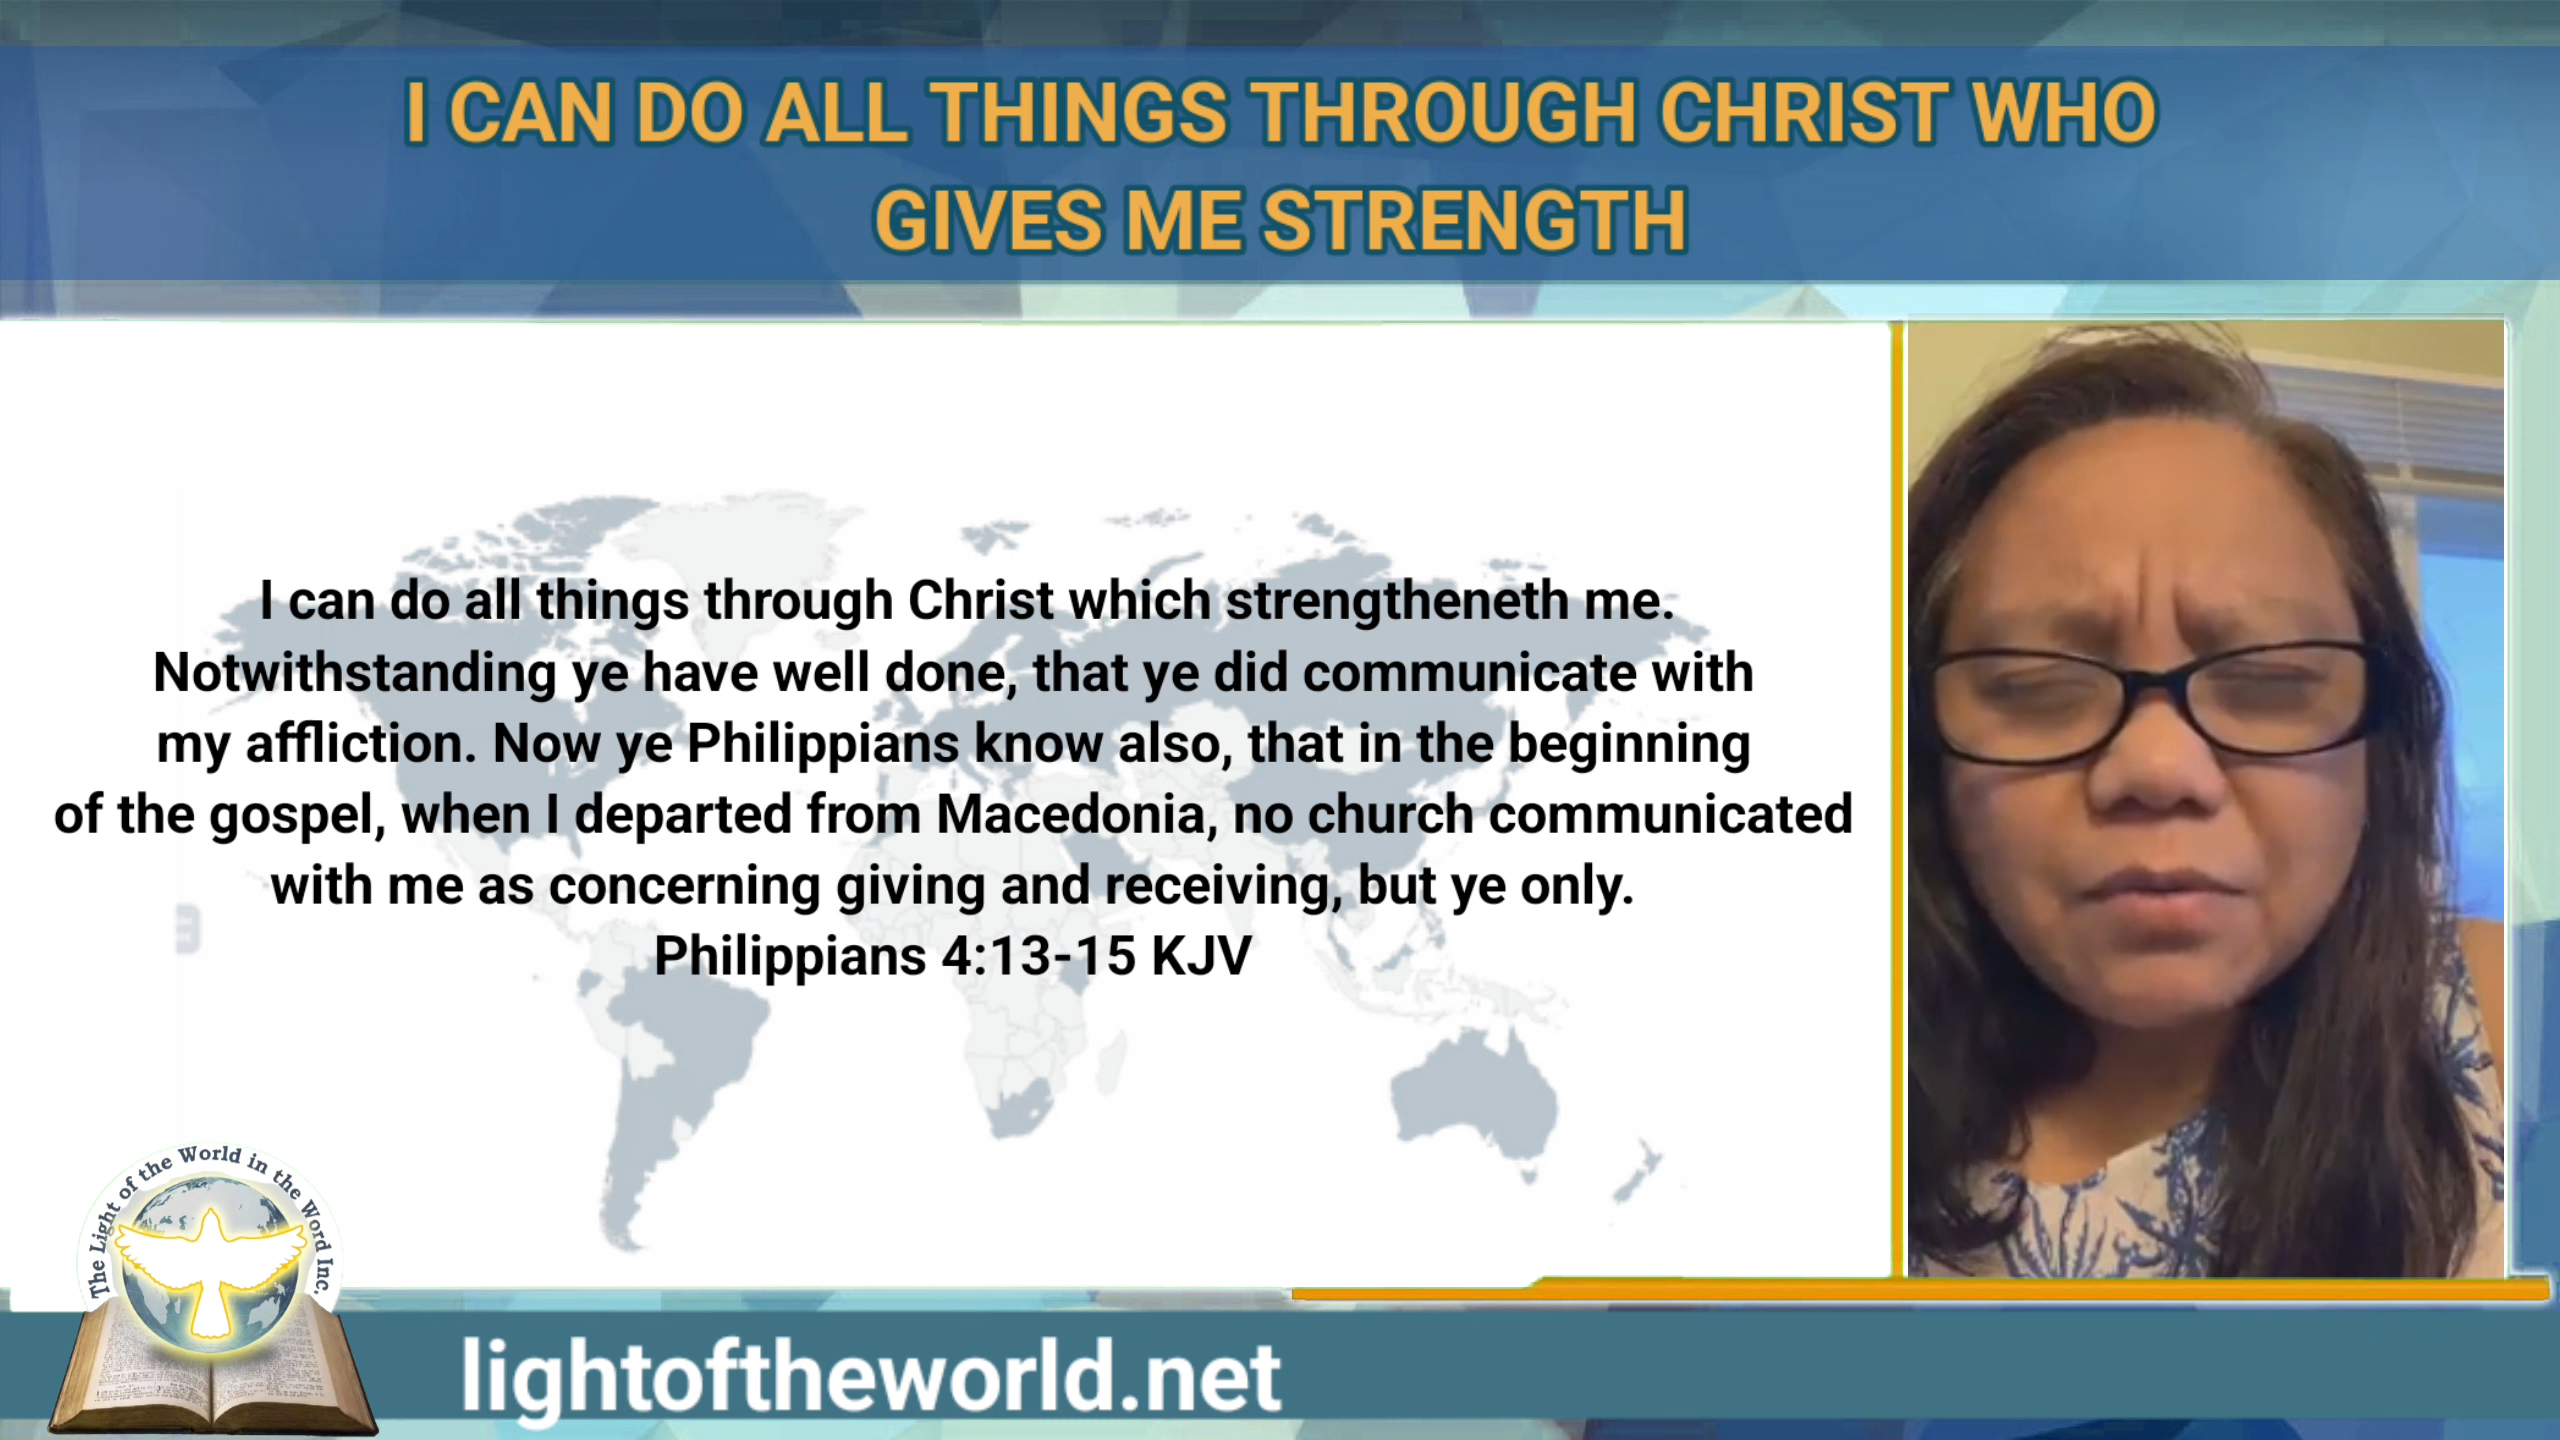 I CAN DO ALL THINGS THROUGH CHRIST WHO
GIVES ME STRENGTH
I can do all things through Christ which strengtheneth me.
Notwithstanding ye have well done, that ye did communicate with
my affliction. Now ye Philippians know also, that in the beginning
of the gospel, when I departed from Macedonia, no church communicated
with me as concerning giving and receiving, but ye only.
Philippians 4:13-15 KJV
The Light of the World in the Word Inc.
lightoftheworld.net